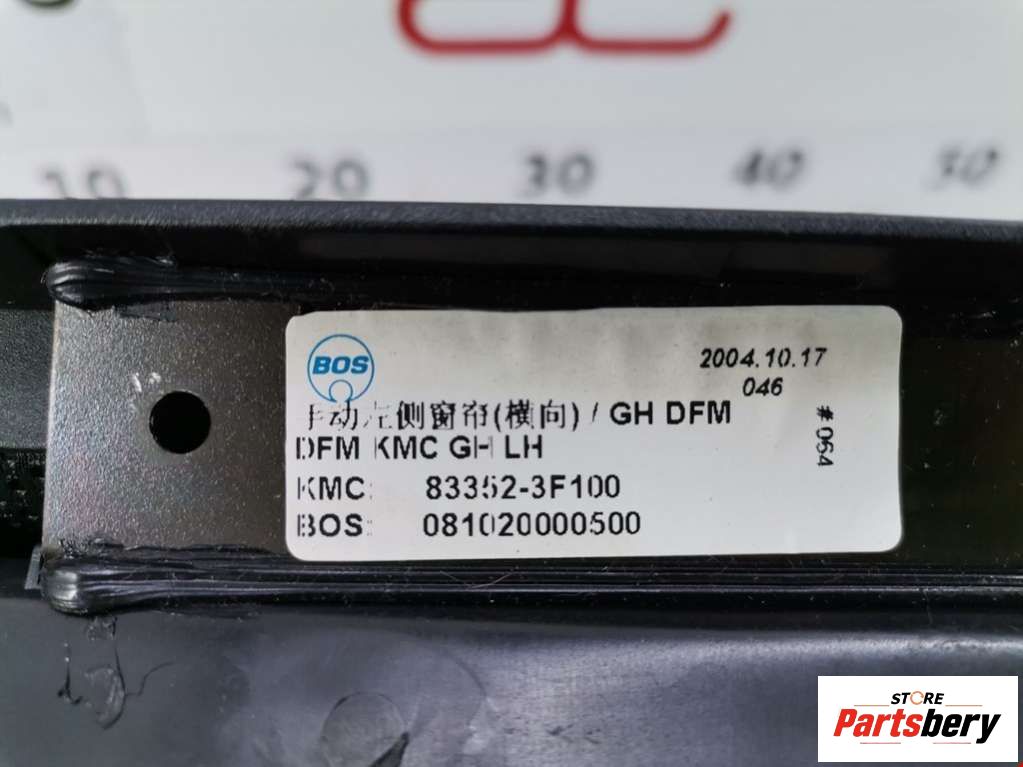 10 20 30 40 50
BOS
2004.10.17
046
手动左侧窗帘(横向) / GH DFM
DFM KMC GH LH
# 064
KMC: 83352-3F100
BOS: 081020000500
STORE
Partsbery